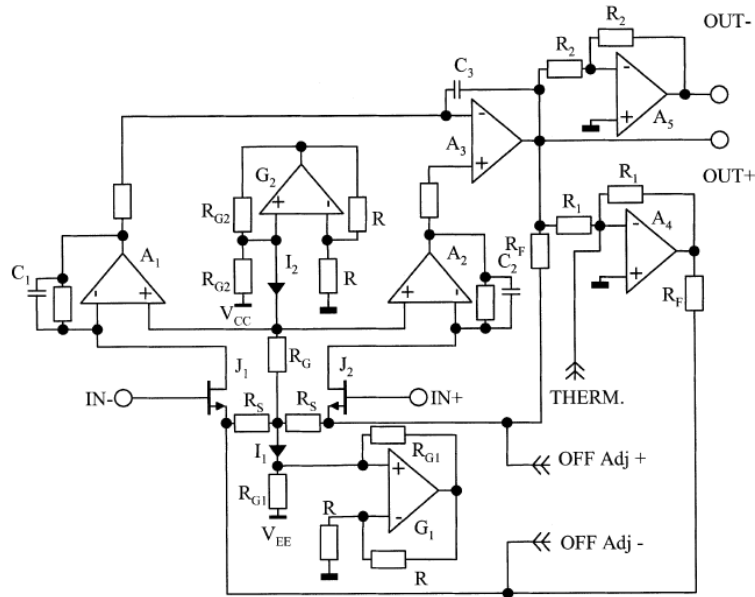 R2
OUT-
R2
C3
-
+
A5
A3
-
+
OUT+
G2
+
-
R1
R1
A4
-
+
RG2
R
RF
C1
A1
-
+
RG2
I2
R
A2
+
-
C2
RF
VCC
RG
J1
J2
THERM.
IN-
RS
RS
IN+
I1
RG1
OFF Adj +
RG1
+
-
G1
R
VEE
R
OFF Adj -